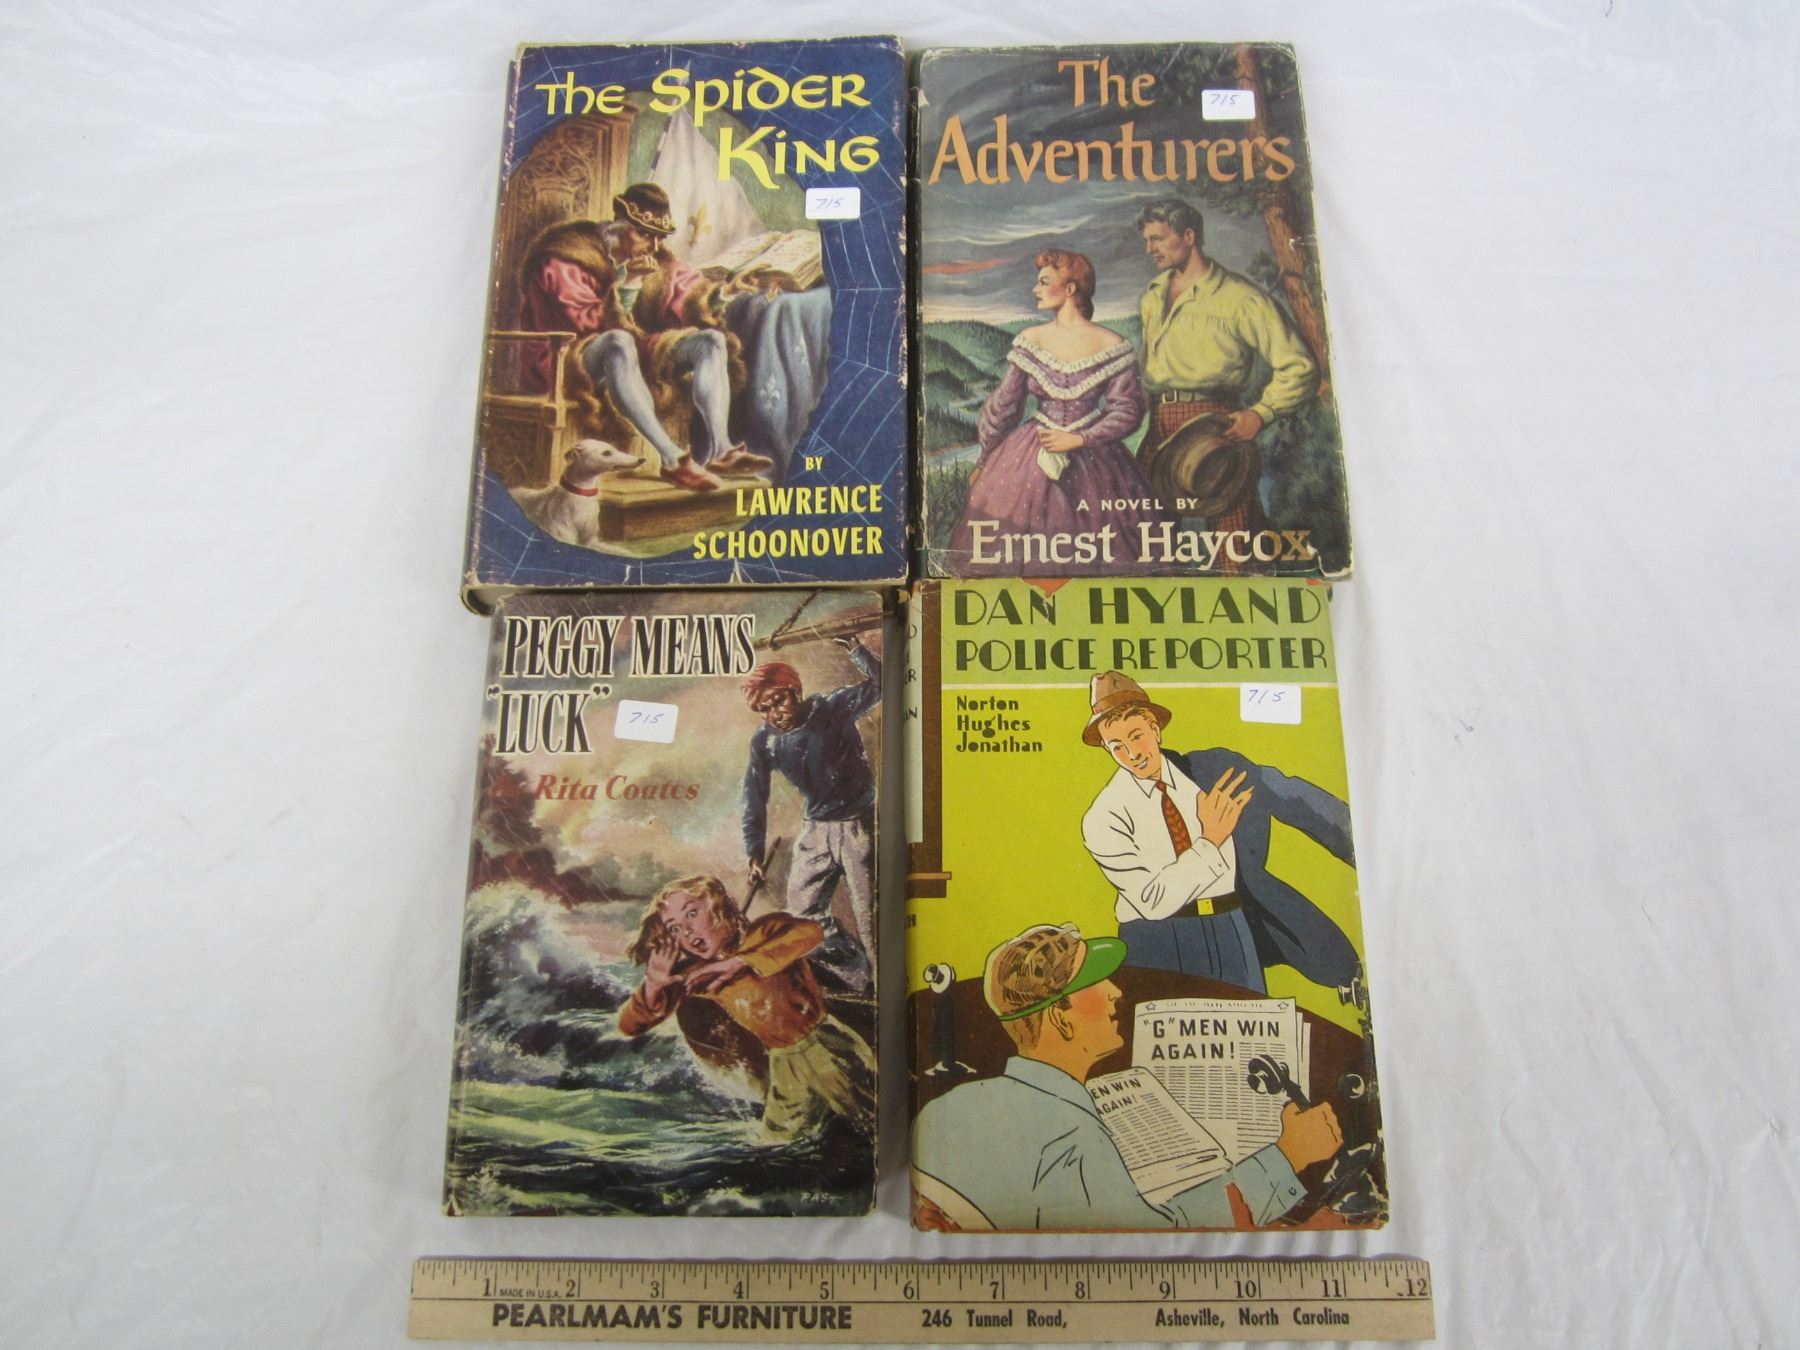 The Spider
King
715
BY
LAWRENCE
SCHOONOVER
The
Adventurers
715
A NOVEL BY
Ernest Haycox
PEGGY MEANS
"LUCK"
715
Rita Coates
PAST
DAN HYLAND
POLICE REPORTER
Norton
Hughes
Jonathan
715
"G" MEN WIN
AGAIN!
EN WIN
AGAIN!
1 2 3 4 5 6 7 8 9 10 11 12
MADE IN U.S.A.
PEARLMAM'S FURNITURE 246 Tunnel Road, Asheville, North Carolina